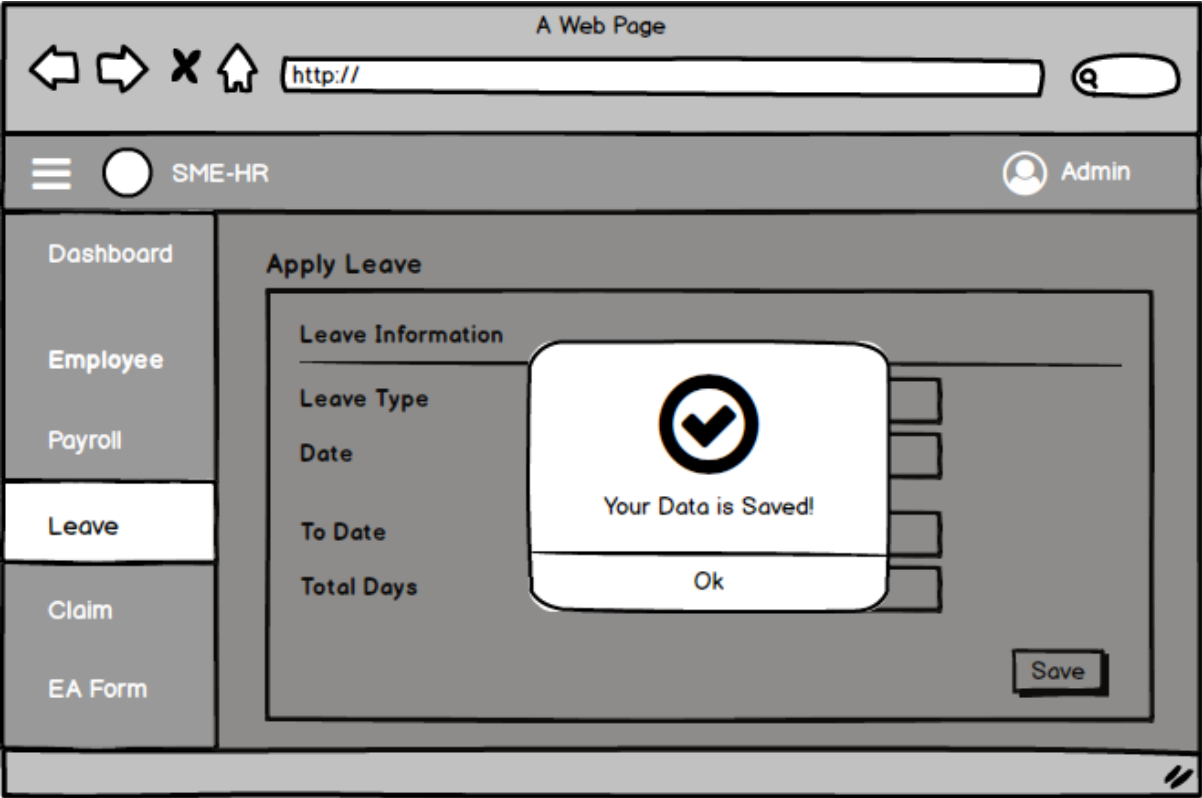 A Web Page
http://
SME-HR
Admin
Dashboard
Employee
Payroll
Leave
Claim
EA Form
Apply Leave
Leave Information
Leave Type
Date
To Date
Total Days
Your Data is Saved!
Ok
Save